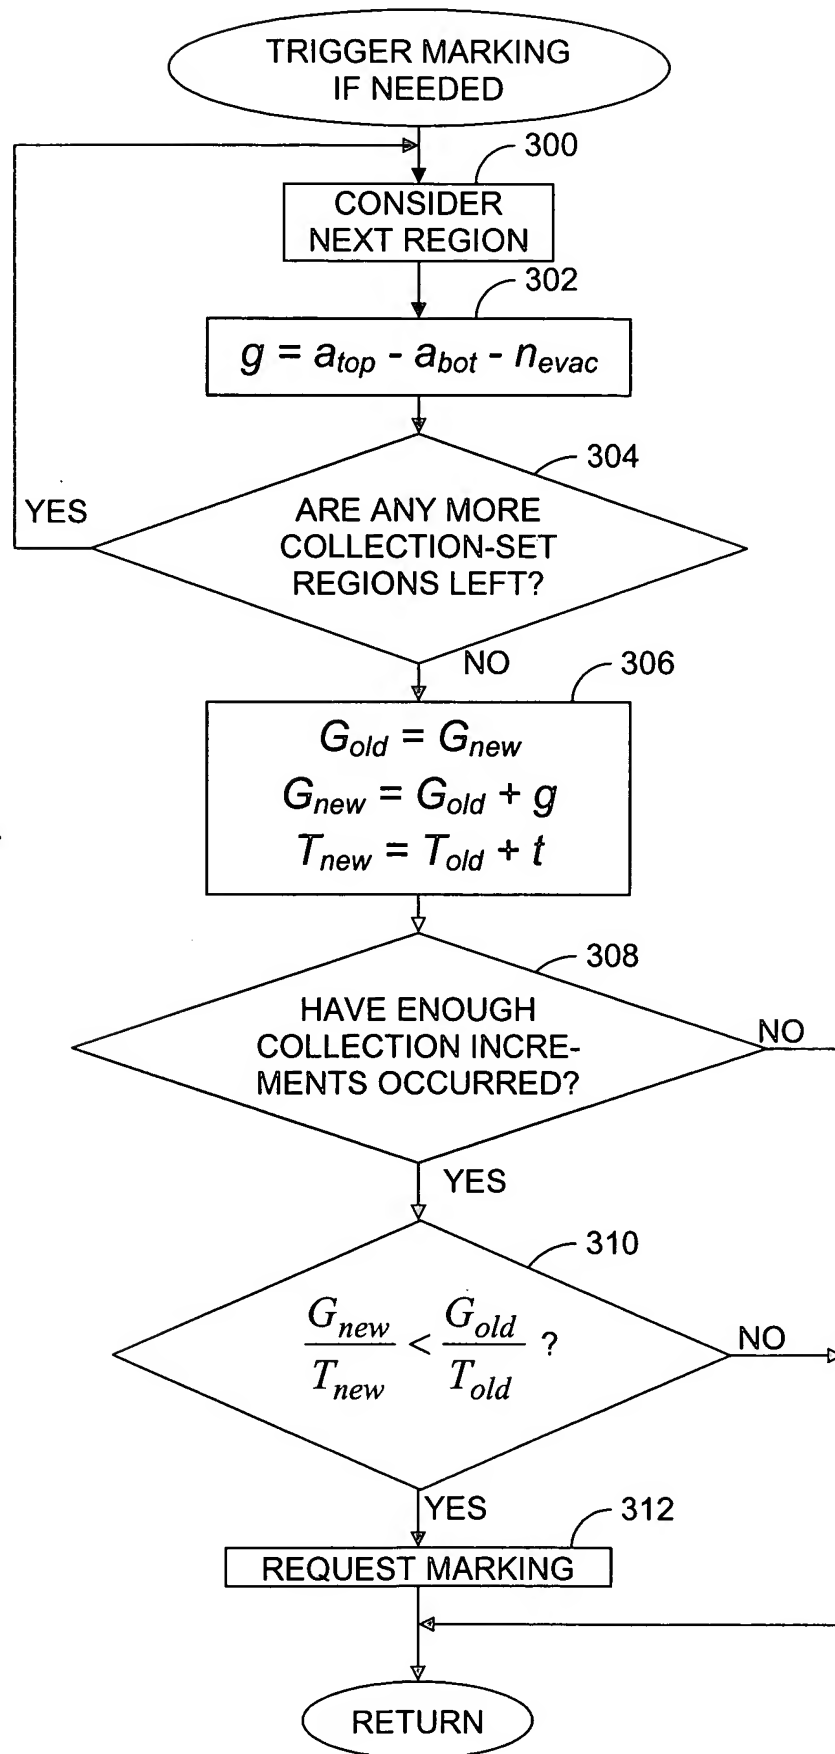 TRIGGER MARKING
IF NEEDED
300
CONSIDER
NEXT REGION
302
g = a_top - a_bot - n_evac
304
YES
ARE ANY MORE
COLLECTION-SET
REGIONS LEFT?
NO
306
G_old = G_new
G_new = G_old + g
T_new = T_old + t
308
HAVE ENOUGH
COLLECTION INCRE-
MENTS OCCURRED?
NO
YES
310
G_new / T_new < G_old / T_old ?
NO
YES
312
REQUEST MARKING
RETURN